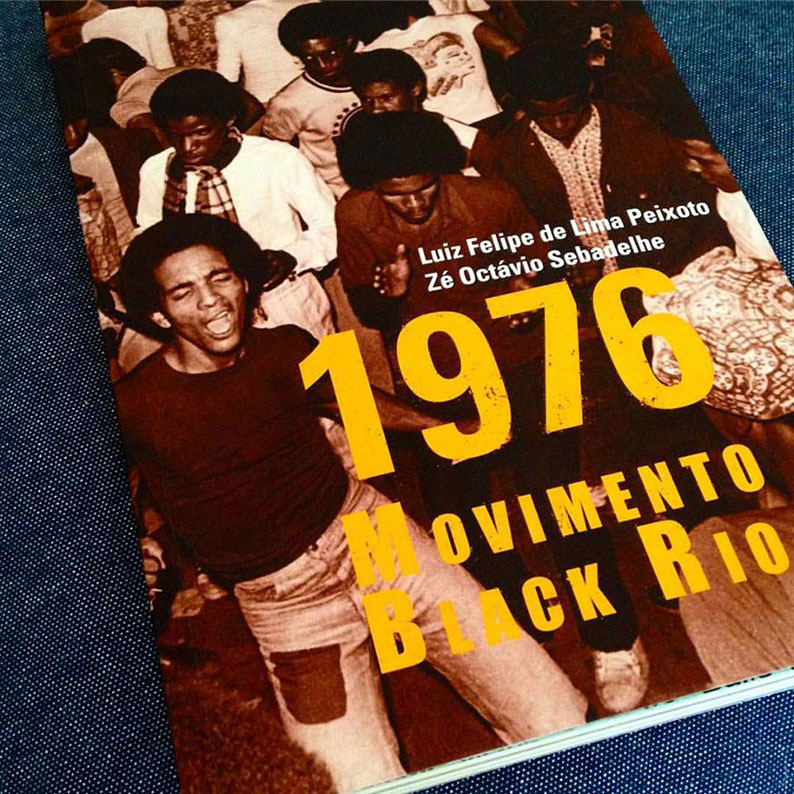 Luiz Felipe de Lima Peixoto
Zé Octávio Sebadelhe
1976
MOVIMENTO
BLACK RIO